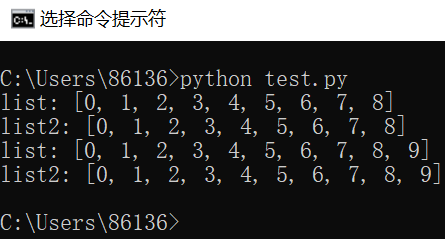 选择命令提示符
C:\Users\86136>python test.py
list: [0, 1, 2, 3, 4, 5, 6, 7, 8]
list2: [0, 1, 2, 3, 4, 5, 6, 7, 8]
list: [0, 1, 2, 3, 4, 5, 6, 7, 8, 9]
list2: [0, 1, 2, 3, 4, 5, 6, 7, 8, 9]
C:\Users\86136>